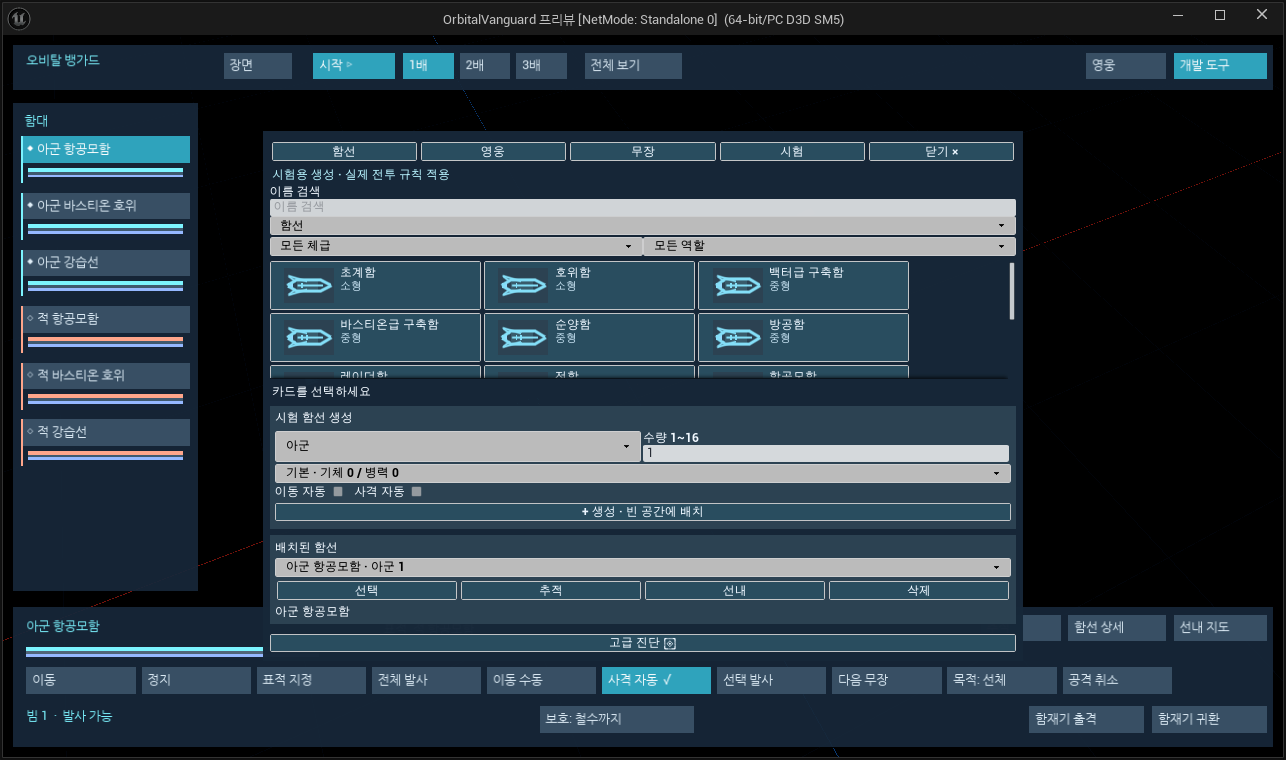 OrbitalVanguard 프리뷰 [NetMode: Standalone 0] (64-bit/PC D3D SM5)
오비탈 뱅가드
장면
시작 ▷
1배
2배
3배
전체 보기
영웅
개발 도구
함대
◆ 아군 항공모함
◆ 아군 바스티온 호위
◆ 아군 강습선
◇ 적 항공모함
◇ 적 바스티온 호위
◇ 적 강습선
함선
영웅
무장
시험
닫기 ×
시험용 생성 · 실제 전투 규칙 적용
이름 검색
이름 검색
함선
모든 체급
모든 역할
초계함
소형
호위함
소형
백터급 구축함
중형
바스티온급 구축함
중형
순양함
중형
방공함
중형
레이더함
전함
항공모함
카드를 선택하세요
시험 함선 생성
아군
수량 1~16
1
기본 · 기체 0 / 병력 0
이동 자동
사격 자동
+ 생성 · 빈 공간에 배치
배치된 함선
아군 항공모함 · 아군 1
선택
추적
선내
삭제
아군 항공모함
고급 진단
아군 항공모함
함선 상세
선내 지도
이동
정지
표적 지정
전체 발사
이동 수동
사격 자동 √
선택 발사
다음 무장
목적: 선체
공격 취소
빔 1 · 발사 가능
보호: 철수까지
함재기 출격
함재기 귀환